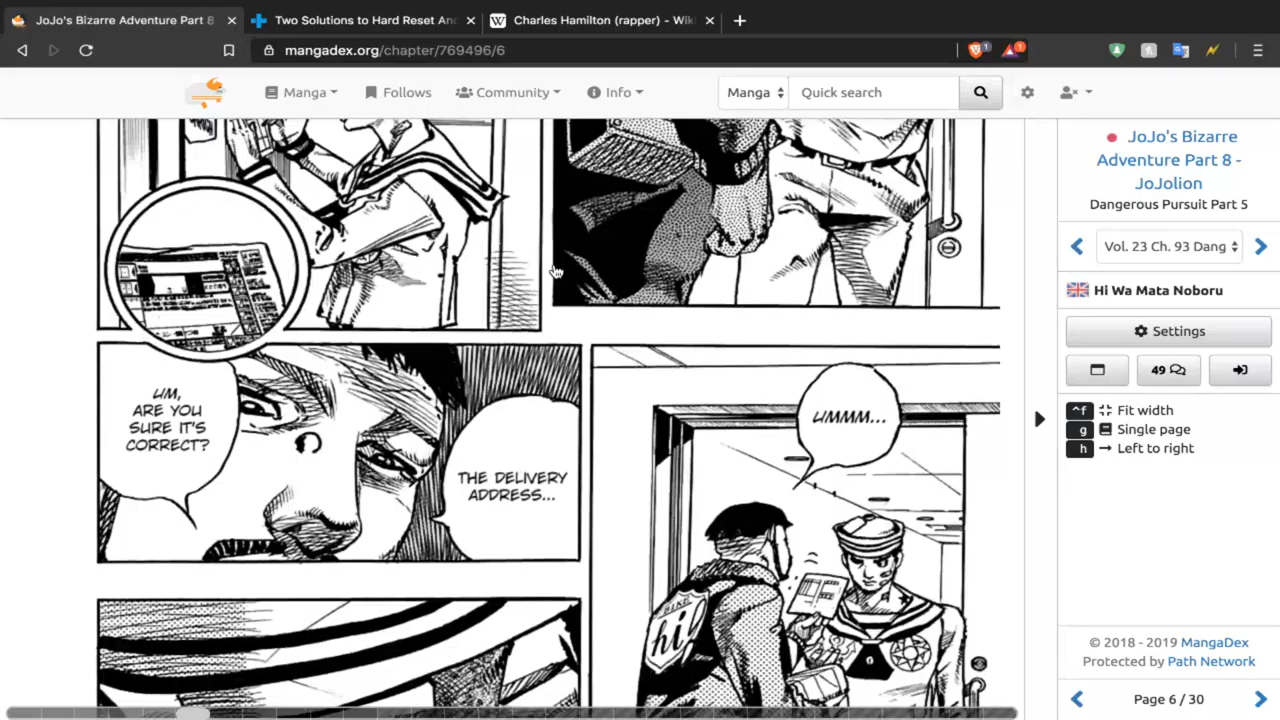 JoJo's Bizarre Adventure Part 8
Two Solutions to Hard Reset And
Charles Hamilton (rapper) - Wiki
mangadex.org/chapter/769496/6
1
1
Manga
Follows
Community
Info
Manga
Quick search
JoJo's Bizarre
Adventure Part 8 -
JoJolion
Dangerous Pursuit Part 5
Vol. 23 Ch. 93 Dang
Hi Wa Mata Noboru
Settings
49
^f Fit width
g Single page
h Left to right
UMMM...
THE DELIVERY
ADDRESS...
UM,
ARE YOU
SURE IT'S
CORRECT?
hi!
© 2018 - 2019 MangaDex
Protected by Path Network
Page 6 / 30